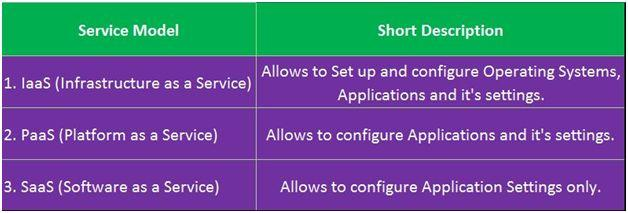 Service Model Short Description
1. IaaS (Infrastructure as a Service) Allows to Set up and configure Operating Systems,
Applications and it's settings.
2. PaaS (Platform as a Service) Allows to configure Applications and it's settings.
3. SaaS (Software as a Service) Allows to configure Application Settings only.